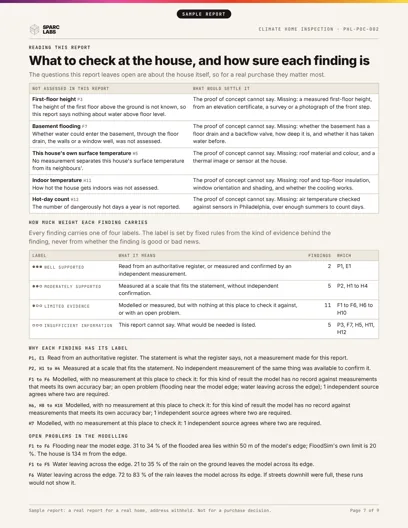 SAMPLE REPORT
SPARC
LABS
CLIMATE HOME INSPECTION · PHL-POC-002
READING THIS REPORT
What to check at the house, and how sure each finding is
The questions this report leaves open are about the house itself, so for a real purchase they matter most.
NOT ASSESSED IN THIS REPORT
WHAT WOULD SETTLE IT
First-floor height P3
The height of the first floor above the ground is not known, so
this report says nothing about water above floor level.
The proof of concept cannot say. Missing: a measured first-floor height,
from an elevation certificate, a survey or a photograph of the front step.
Basement flooding F7
Whether water could enter the basement, through the floor
drain, the walls or a window well, was not assessed.
The proof of concept cannot say. Missing: whether the basement has a
floor drain and a backflow valve, how deep it is, and whether it has taken
water before.
This house's own surface temperature H5
No measurement separates this house's surface temperature
from its neighbours'.
The proof of concept cannot say. Missing: roof material and colour, and a
thermal image or sensor at the house.
Indoor temperature H11
How hot the house gets indoors was not assessed.
The proof of concept cannot say. Missing: roof and top-floor insulation,
window orientation and shading, and whether the cooling works.
Hot-day count H12
The number of dangerously hot days a year is not reported.
The proof of concept cannot say. Missing: air temperature checked
against sensors in Philadelphia, over enough summers to count days.
HOW MUCH WEIGHT EACH FINDING CARRIES
Every finding carries one of four labels. The label is set by fixed rules from the kind of evidence behind the
finding, never from whether the finding is good or bad news.
LABEL
WHAT IT MEANS
FINDINGS
WHICH
●●● WELL SUPPORTED
Read from an authoritative register, or measured and confirmed by an
independent measurement.
2
P1, E1
●●○ MODERATELY SUPPORTED
Measured at a scale that fits the statement, without independent
confirmation.
5
P2, H1 to H4
●○○ LIMITED EVIDENCE
Modelled or measured, but with nothing at this place to check it against,
or with an open problem.
11
F1 to F6, H6 to
H10
○○○ INSUFFICIENT INFORMATION
This report cannot say. What would be needed is listed.
5
P3, F7, H5, H11,
H12
WHY EACH FINDING HAS ITS LABEL
P1, E1 Read from an authoritative register. The statement is what the register says, not a measurement made for this report.
P2, H1 to H4 Measured at a scale that fits the statement. No independent measurement of the same thing was available to confirm it.
F1 to F6 Modelled, with no measurement at this place to check it: for this kind of result the model has no record against measurements
that meets its own accuracy bar; an open problem (flooding near the model edge; water leaving across the edge); 1 independent source
agrees where two are required.
H6, H8 to H10 Modelled, with no measurement at this place to check it: for this kind of result the model has no record against
measurements that meets its own accuracy bar; 1 independent source agrees where two are required.
H7 Modelled, with no measurement at this place to check it: 1 independent source agrees where two are required.
OPEN PROBLEMS IN THE MODELLING
F1 to F6 Flooding near the model edge. 31 to 34 % of the flooded area lies within 50 m of the model's edge; FloodSim's own limit is 20
%. The house is 134 m from the edge.
F1 to F5 Water leaving across the edge. 21 to 35 % of the rain on the ground leaves the model across its edge.
F6 Water leaving across the edge. 72 to 83 % of the rain leaves across the edge. If streets downhill were full, these runs
would not show it.
Sample report: a real report for a real home, address withheld. Not for a purchase decision.
Page 7 of 9